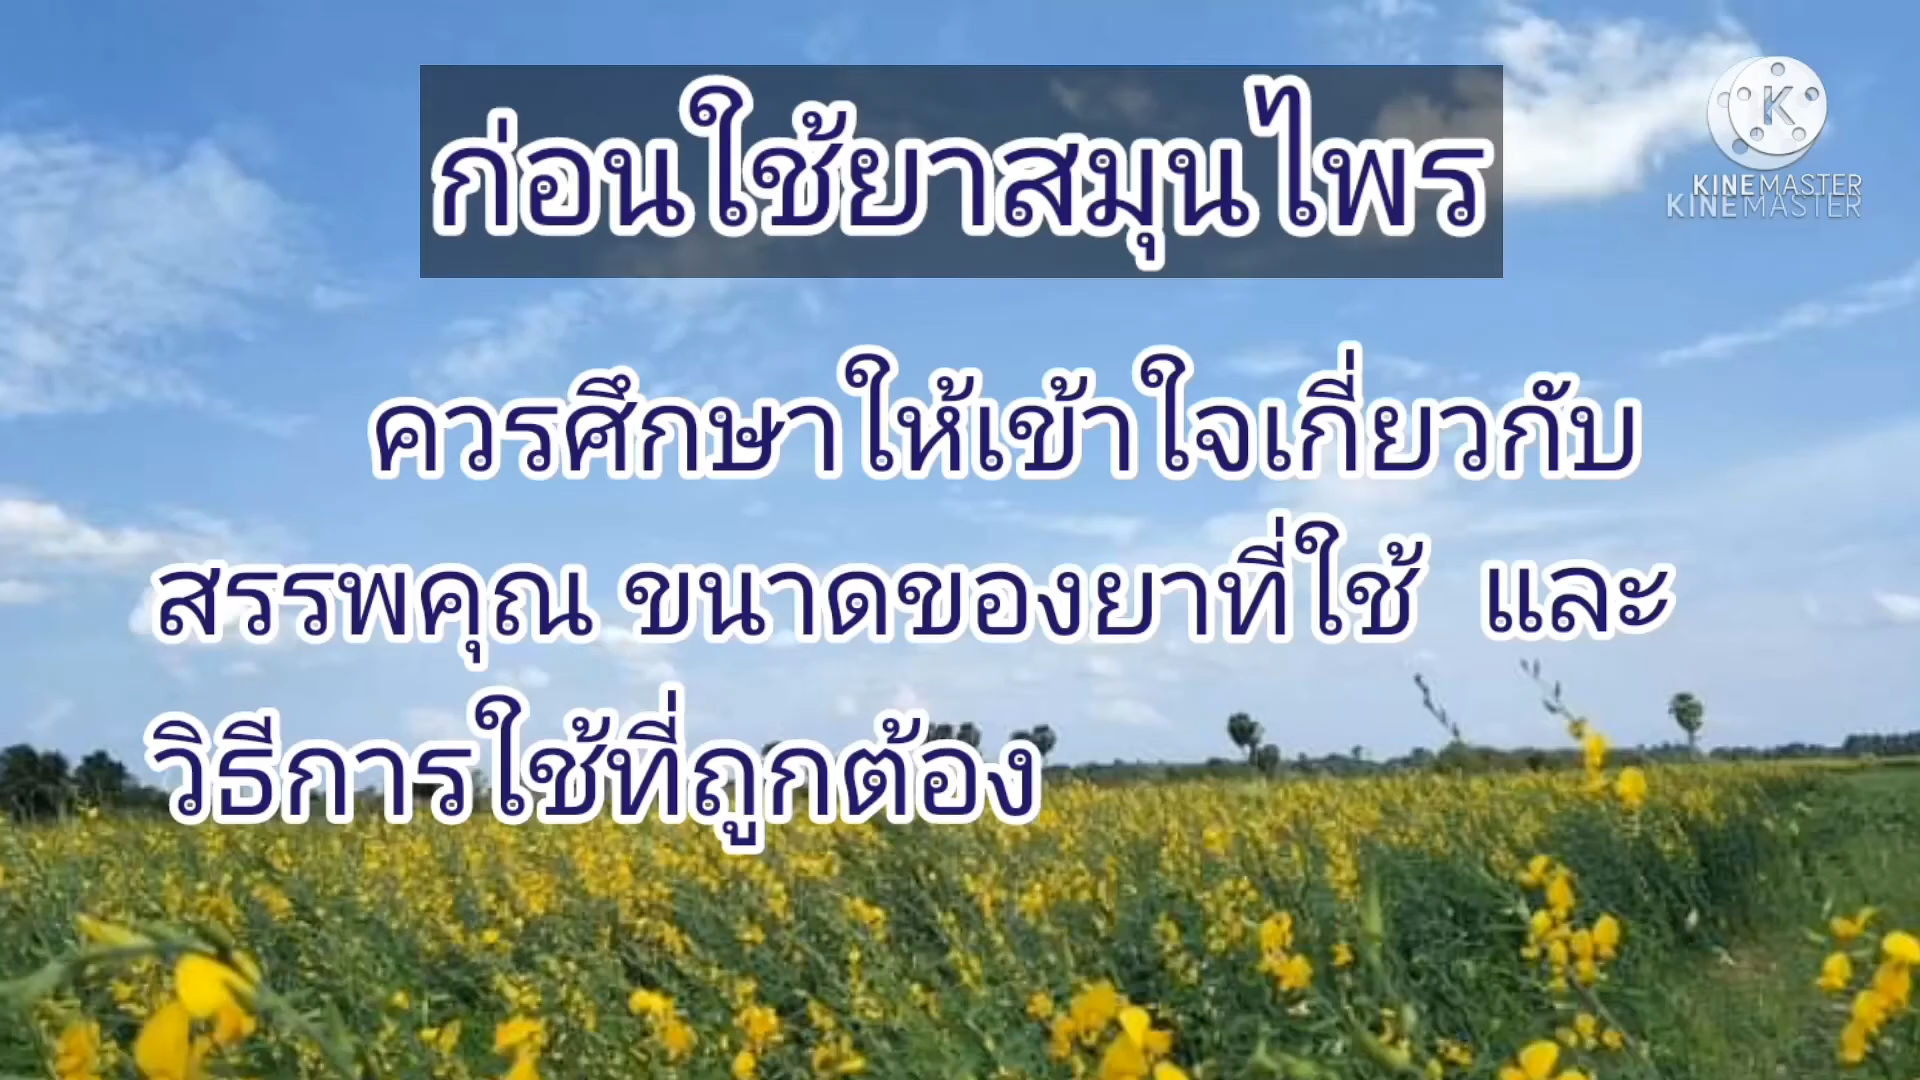 ก่อนใช้ยาสมุนไพร
KINEMASTER
KINEMASTER
ควรศึกษาให้เข้าใจเกี่ยวกับ
สรรพคุณ ขนาดของยาที่ใช้ และ
วิธีการใช้ที่ถูกต้อง